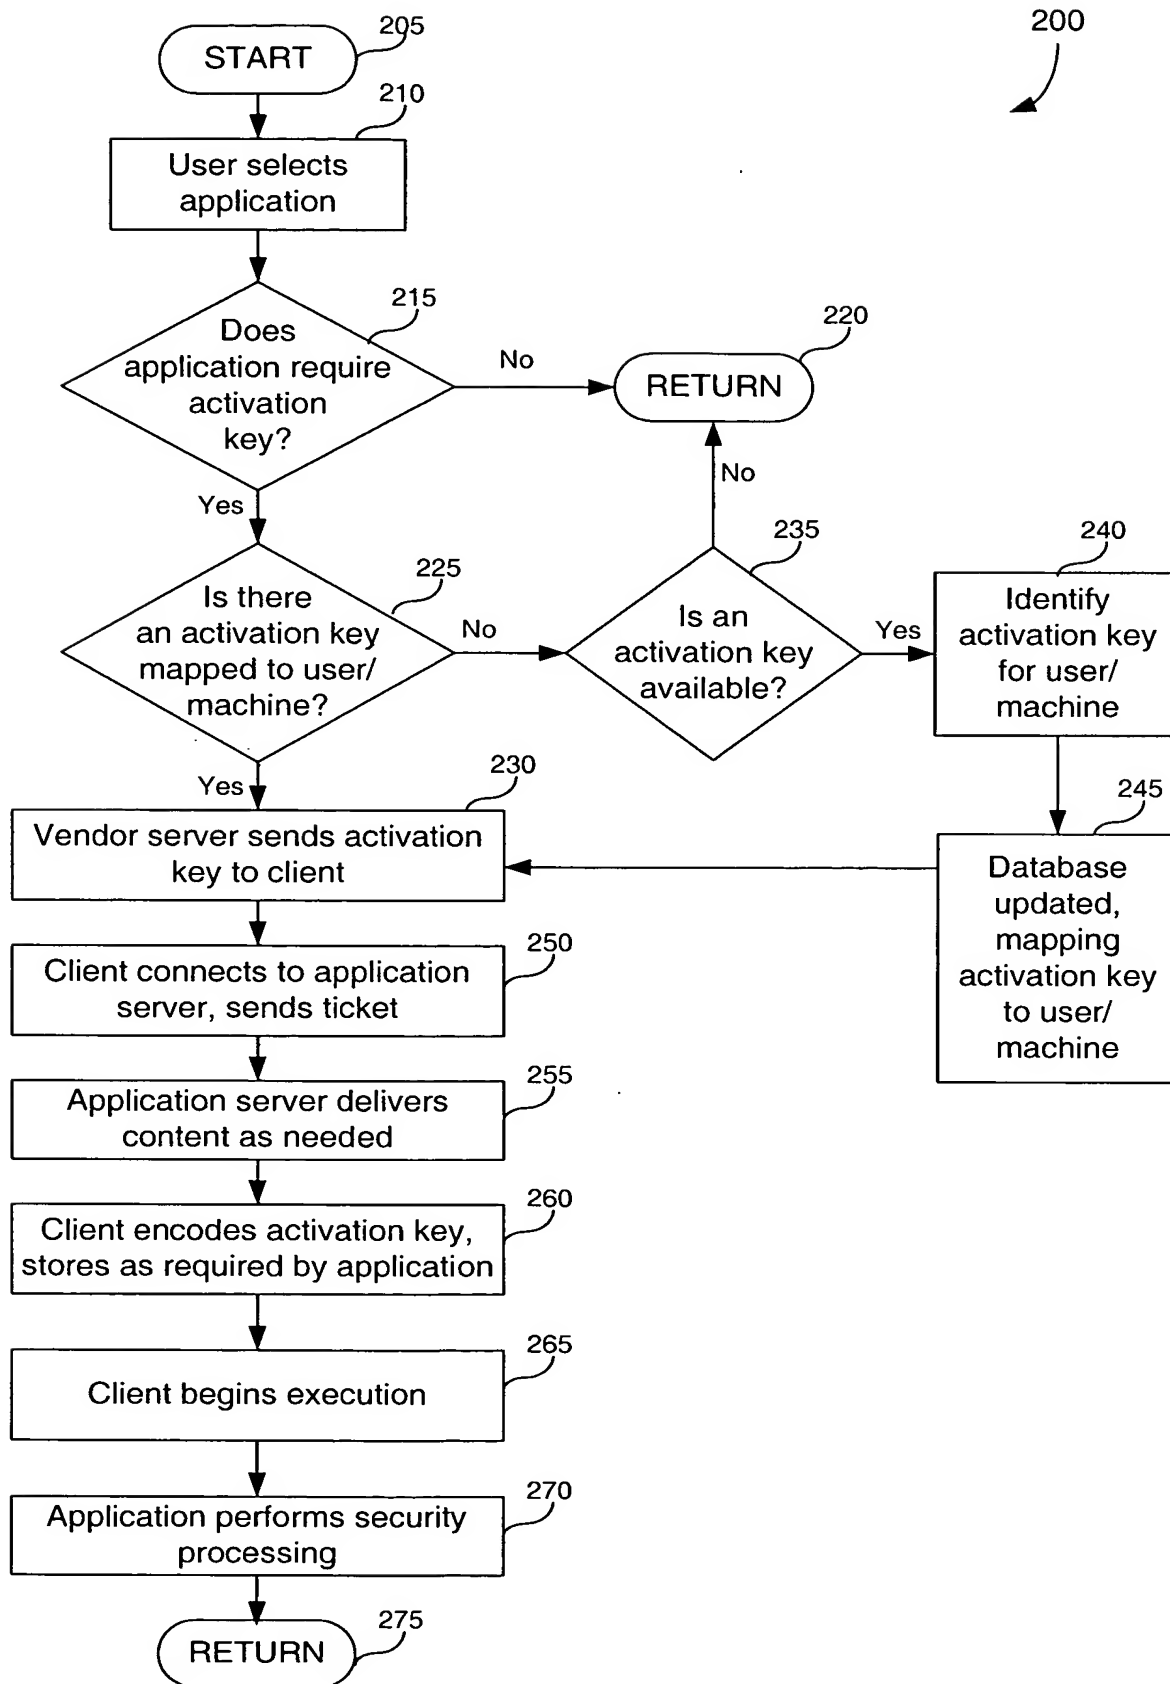 200
205
START
210
User selects
application
215
Does
application require
activation
key?
No
220
RETURN
Yes
No
225
Is there
an activation key
mapped to user/
machine?
No
235
Is an
activation key
available?
Yes
240
Identify
activation key
for user/
machine
Yes
230
Vendor server sends activation
key to client
245
Database
updated,
mapping
activation key
to user/
machine
250
Client connects to application
server, sends ticket
255
Application server delivers
content as needed
260
Client encodes activation key,
stores as required by application
265
Client begins execution
270
Application performs security
processing
275
RETURN